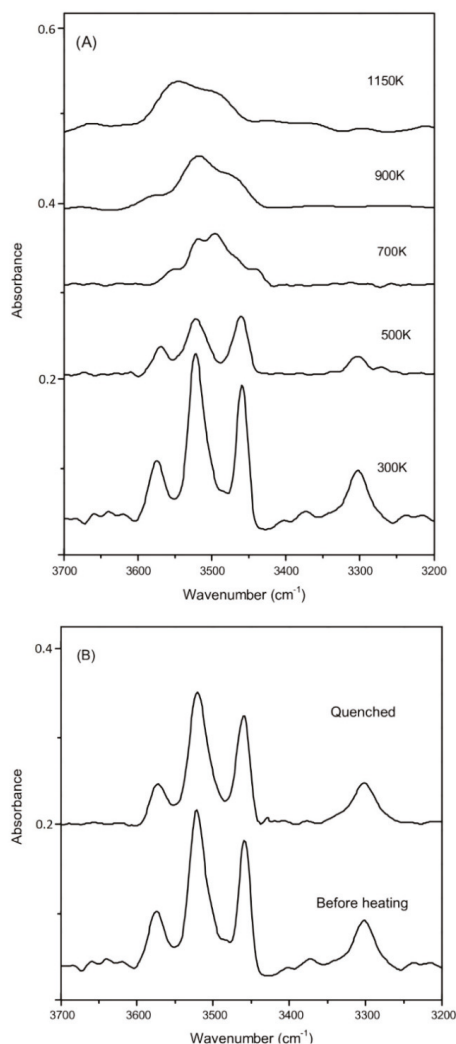 0.6
(A)
1150K
900K
0.4
Absorbance
700K
500K
0.2
300K
3700 3600 3500 3400 3300 3200
Wavenumber (cm⁻¹)
0.4
(B)
Quenched
Absorbance
0.2
Before heating
3700 3600 3500 3400 3300 3200
Wavenumber (cm⁻¹)